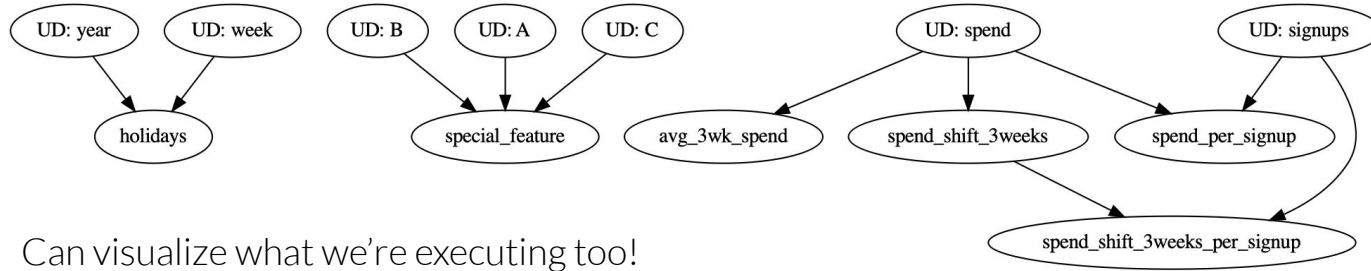 UD: year
UD: week
UD: B
UD: A
UD: C
UD: spend
UD: signups
holidays
special_feature
avg_3wk_spend
spend_shift_3weeks
spend_per_signup
spend_shift_3weeks_per_signup
Can visualize what we’re executing too!